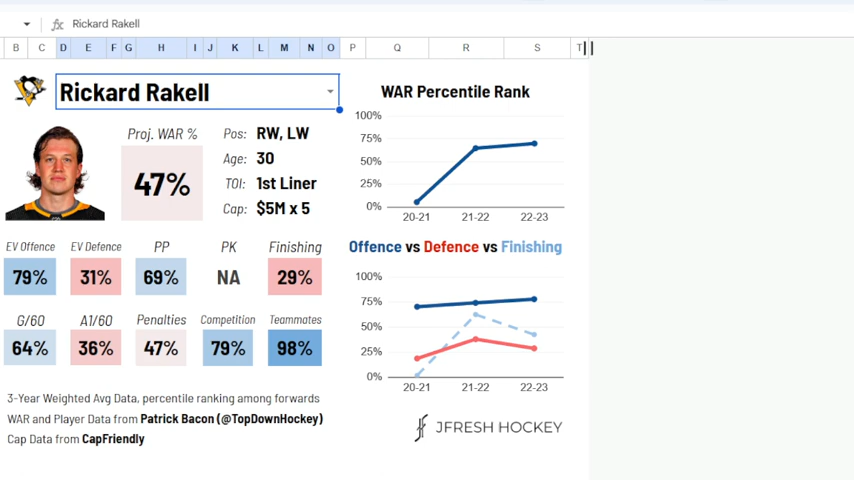 fx Rickard Rakell
B C D E F G H I J K L M N O P Q R S T
Rickard Rakell
Proj. WAR %
47%
Pos: RW, LW
Age: 30
TOI: 1st Liner
Cap: $5M x 5
EV Offence EV Defence PP PK Finishing
79% 31% 69% NA 29%
G/60 A1/60 Penalties Competition Teammates
64% 36% 47% 79% 98%
3-Year Weighted Avg Data, percentile ranking among forwards
WAR and Player Data from Patrick Bacon (@TopDownHockey)
Cap Data from CapFriendly
WAR Percentile Rank
100%
75%
50%
25%
0%
20-21 21-22 22-23
Offence vs Defence vs Finishing
100%
75%
50%
25%
0%
20-21 21-22 22-23
JFRESH HOCKEY